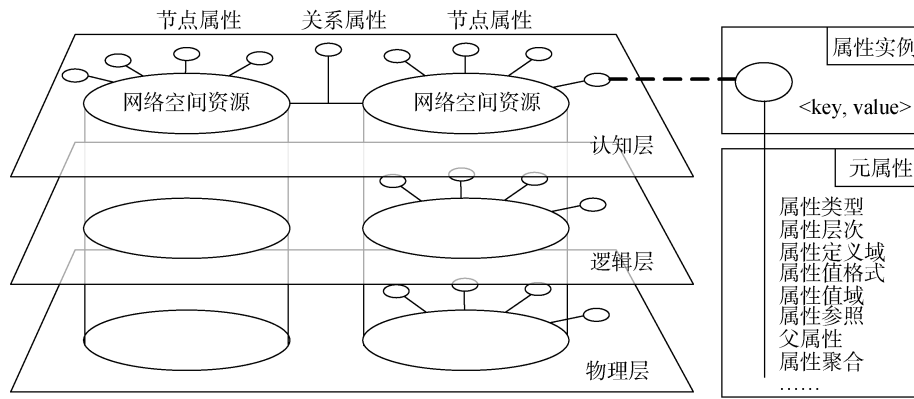 节点属性
关系属性
节点属性
网络空间资源
网络空间资源
认知层
逻辑层
物理层
属性实例
<key, value>
元属性
属性类型
属性层次
属性定义域
属性值格式
属性值域
属性参照
父属性
属性聚合
……